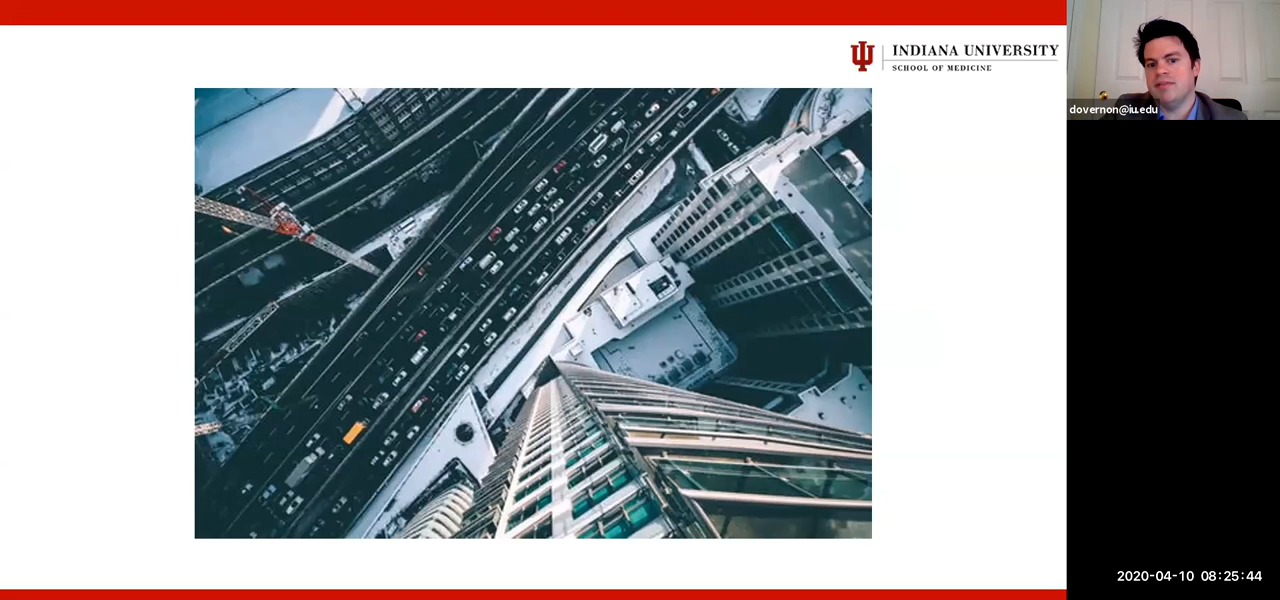 INDIANA UNIVERSITY
SCHOOL OF MEDICINE
dovernon@iu.edu
2020-04-10 08:25:44